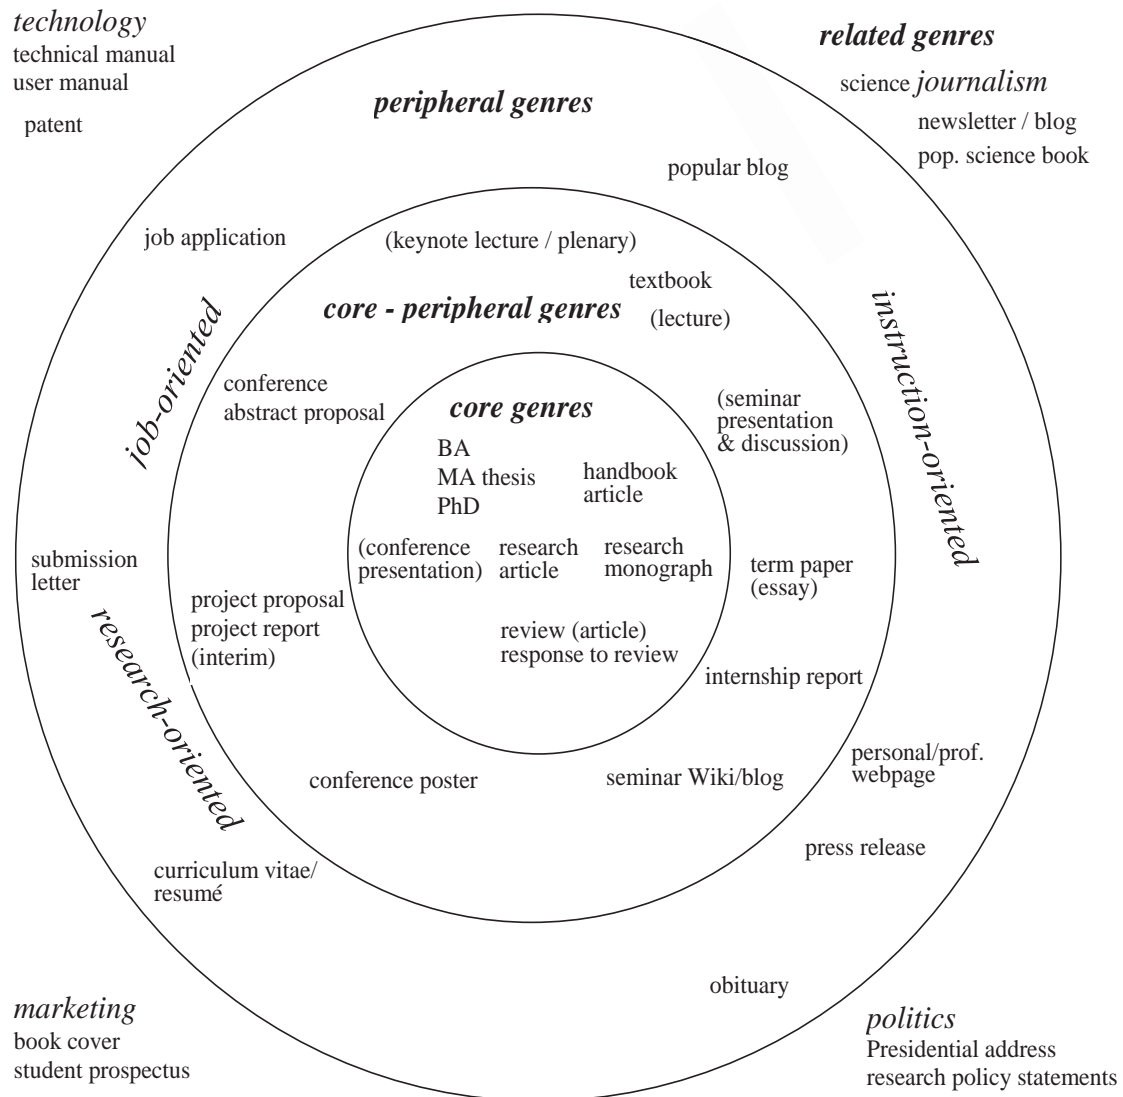 technology
technical manual
user manual
patent
related genres
science journalism
newsletter / blog
pop. science book
peripheral genres
popular blog
job application
(keynote lecture / plenary)
textbook
core - peripheral genres
(lecture)
job-oriented
instruction-oriented
conference
abstract proposal
(seminar
presentation
& discussion)
core genres
BA
MA thesis
PhD
handbook
article
(conference
presentation)
research
article
research
monograph
submission
letter
term paper
(essay)
project proposal
project report
(interim)
research-oriented
review (article)
response to review
internship report
personal/prof.
webpage
conference poster
seminar Wiki/blog
press release
curriculum vitae/
resumé
obituary
marketing
book cover
student prospectus
politics
Presidential address
research policy statements